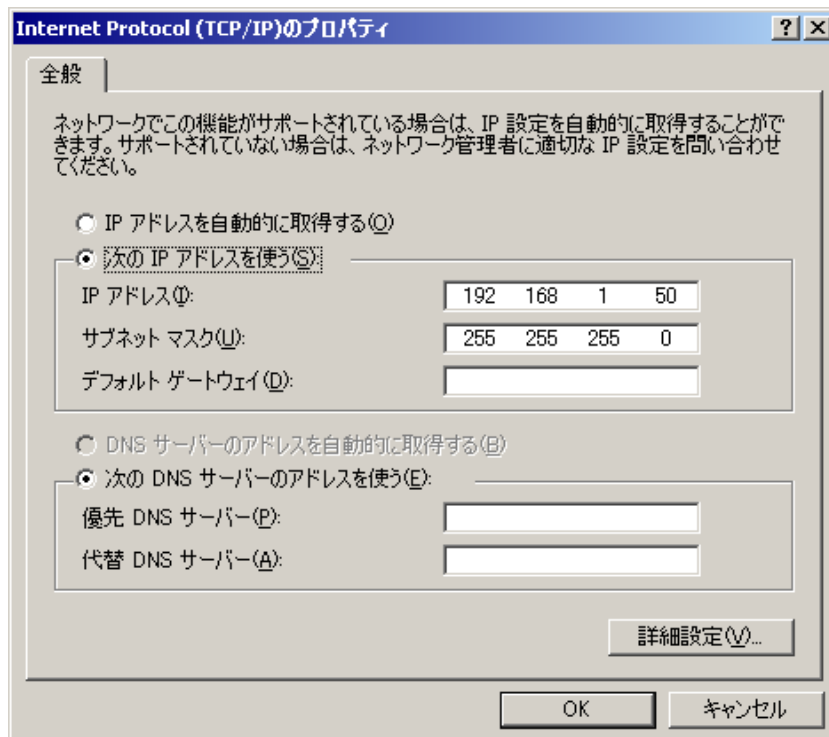 Internet Protocol (TCP/IP)のプロパティ
全般
ネットワークでこの機能がサポートされている場合は、IP 設定を自動的に取得することがで
きます。サポートされていない場合は、ネットワーク管理者に適切な IP 設定を問い合わせ
てください。
IP アドレスを自動的に取得する(O)
次の IP アドレスを使う(S):
IP アドレス(I): 192 168 1 50
サブネット マスク(U): 255 255 255 0
デフォルト ゲートウェイ(D):
DNS サーバーのアドレスを自動的に取得する(B)
次の DNS サーバーのアドレスを使う(E):
優先 DNS サーバー(P):
代替 DNS サーバー(A):
詳細設定(V)...
OK キャンセル